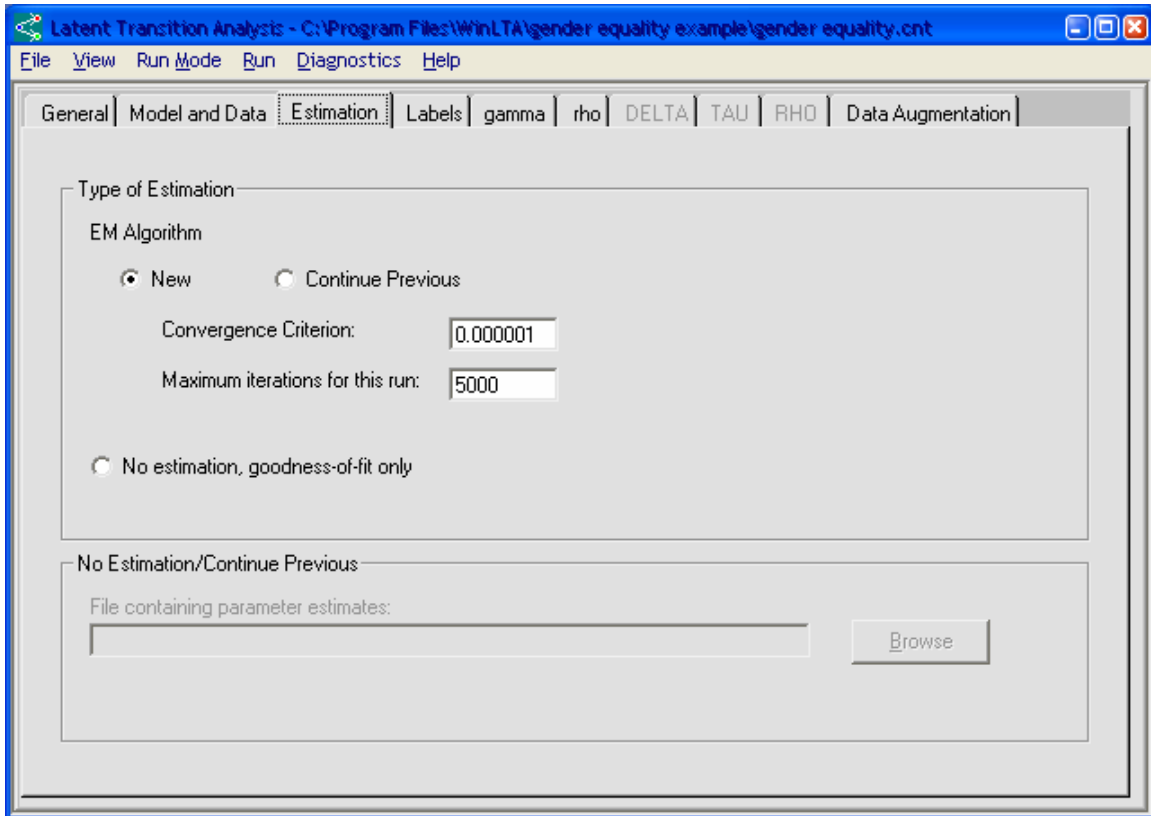 Latent Transition Analysis - C:\Program Files\WinLTA\gender equality example\gender equality.cnt
File View Run Mode Run Diagnostics Help
General Model and Data Estimation Labels gamma rho DELTA TAU RHO Data Augmentation
Type of Estimation
EM Algorithm
New Continue Previous
Convergence Criterion: 0.000001
Maximum iterations for this run: 5000
No estimation, goodness-of-fit only
No Estimation/Continue Previous
File containing parameter estimates:
Browse